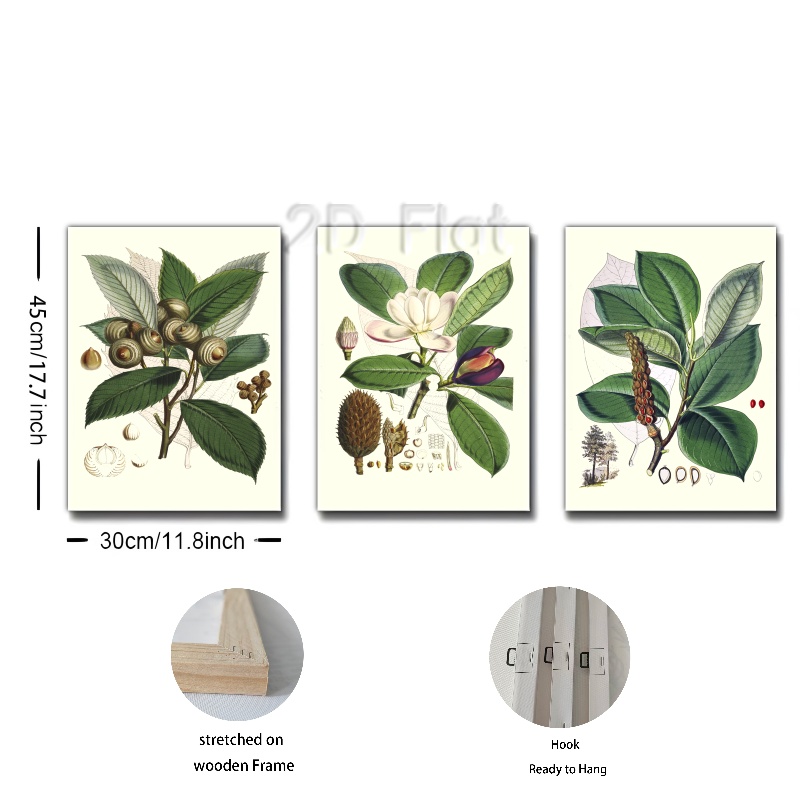 2D Flat
45cm/17.7inch
30cm/11.8inch
stretched on
wooden Frame
Hook
Ready to Hang